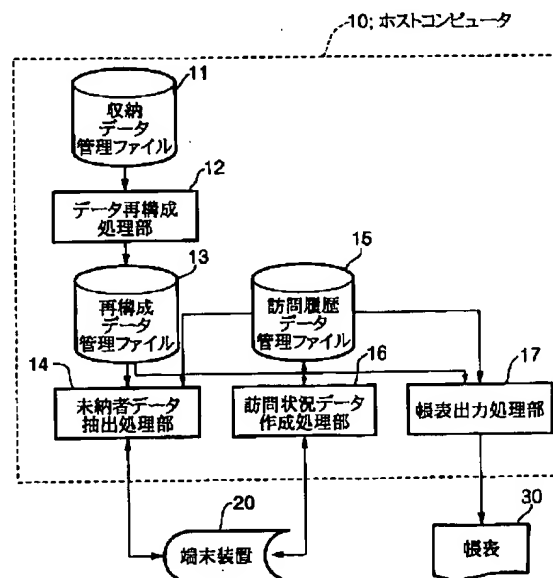 10;ホストコンピュータ
11
収納
データ
管理ファイル
12
データ再構成
処理部
13
再構成
データ
管理ファイル
15
訪問履歴
データ
管理ファイル
14
未納者データ
抽出処理部
16
訪問状況データ
作成処理部
17
帳表出力処理部
20
端末装置
30
帳表